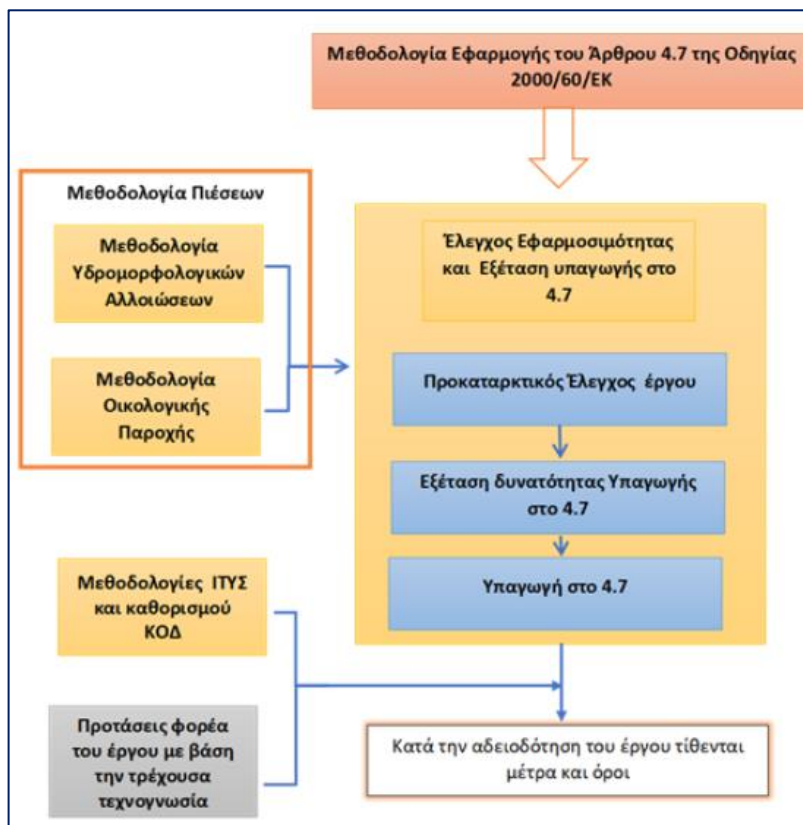 Μεθοδολογία Εφαρμογής του Άρθρου 4.7 της Οδηγίας
2000/60/ΕΚ
Μεθοδολογία Πιέσεων
Μεθοδολογία
Υδρομορφολογικών
Αλλοιώσεων
Μεθοδολογία
Οικολογικής
Παροχής
Έλεγχος Εφαρμοσιμότητας
και Εξέταση υπαγωγής στο
4.7
Προκαταρκτικός Έλεγχος έργου
Εξέταση δυνατότητας Υπαγωγής
στο 4.7
Υπαγωγή στο 4.7
Μεθοδολογίες ΙΤΥΣ
και καθορισμού
ΚΟΔ
Προτάσεις φορέα
του έργου με βάση
την τρέχουσα
τεχνογνωσία
Κατά την αδειοδότηση του έργου τίθενται
μέτρα και όροι